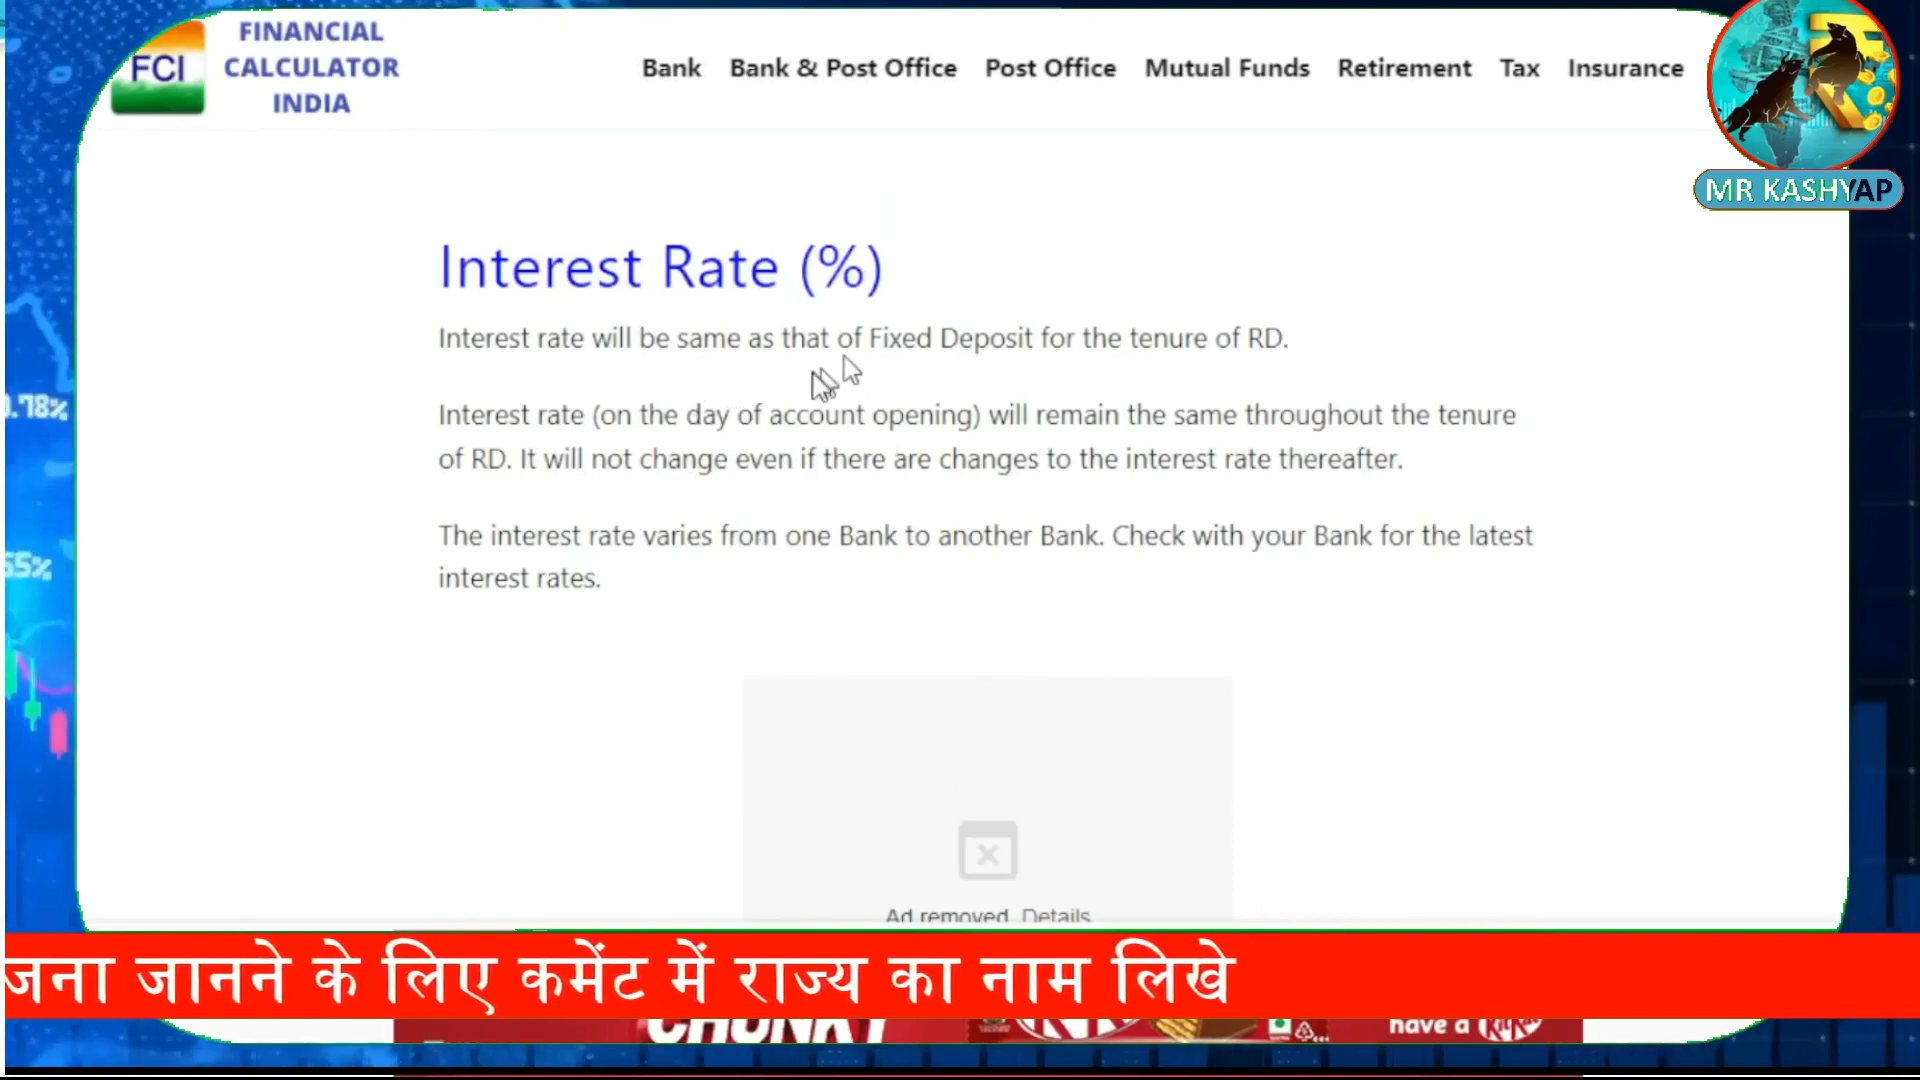 FCI
FINANCIAL
CALCULATOR
INDIA
Bank Bank & Post Office Post Office Mutual Funds Retirement Tax Insurance
MR KASHYAP
Interest Rate (%)
Interest rate will be same as that of Fixed Deposit for the tenure of RD.
Interest rate (on the day of account opening) will remain the same throughout the tenure
of RD. It will not change even if there are changes to the interest rate thereafter.
The interest rate varies from one Bank to another Bank. Check with your Bank for the latest
interest rates.
.78%
55%
Ad removed. Details
जना जानने के लिए कमेंट में राज्य का नाम लिखे
CHUNKY
have a KitKat